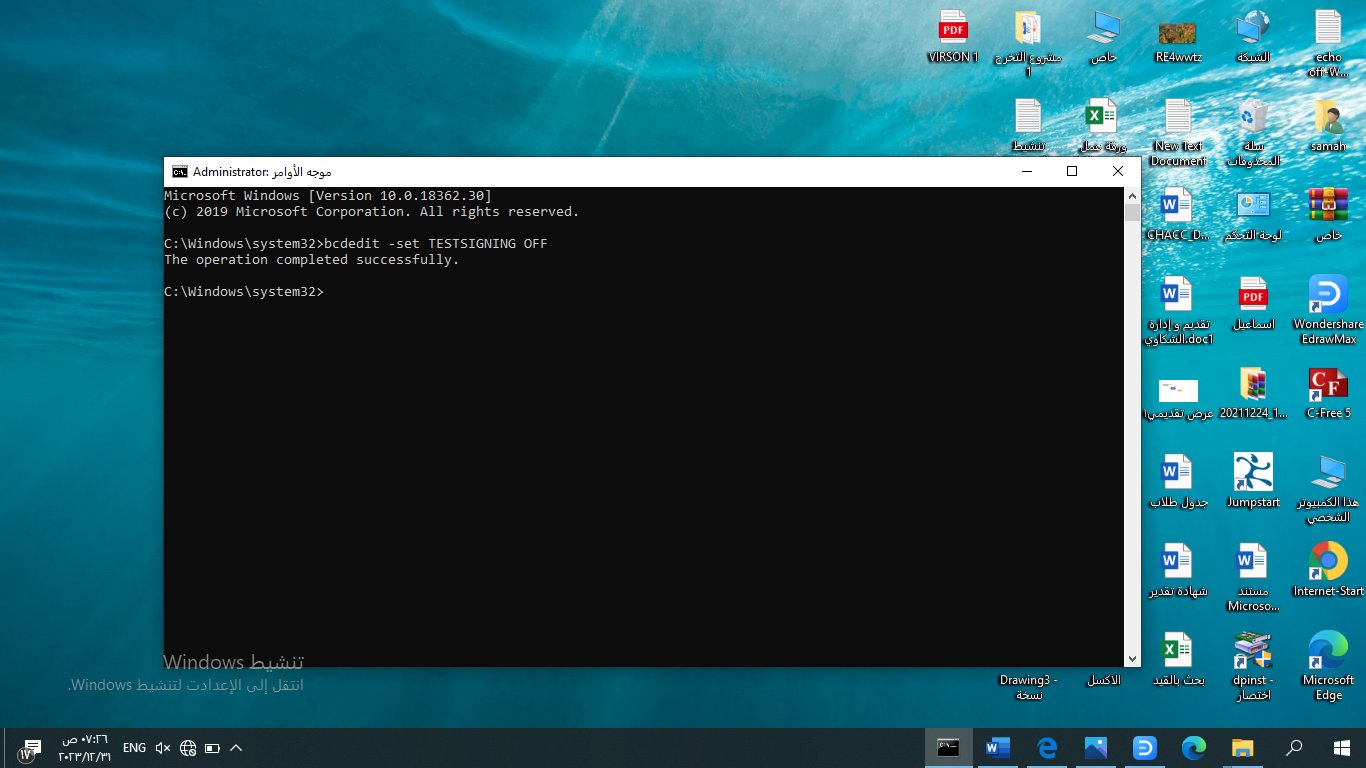 VIRSON 1
مشروع التخرج
1
خاص
RE4wwtz
الشبكة
echo
off-W...
تنشيط
ورقة عمل
New Text
Document
سلة
المحذوفات
samah
Administrator: موجه الأوامر
Microsoft Windows [Version 10.0.18362.30]
(c) 2019 Microsoft Corporation. All rights reserved.
C:\Windows\system32>bcdedit -set TESTSIGNING OFF
The operation completed successfully.
C:\Windows\system32>
CHACC_D...
لوحة التحكم
خاص
تقديم وإدارة
الشكاوي.doc1
اسماعيل
Wondershare
EdrawMax
عرض تقديمي١
20211224_1...
C-Free 5
جدول طلاب
Jumpstart
هذا الكمبيوتر
الشخصي
شهادة تقدير
مستند
Microso...
Internet-Start
Drawing3 -
نسخة
الاكسل
بحث بالقيد
dpinst -
اختصار
Microsoft
Edge
تنشيط Windows
انتقل إلى الإعدادت لتنشيط Windows.
١٧
٠٧:٢٦ ص
٢٠٢٣/١٢/٣١
ENG